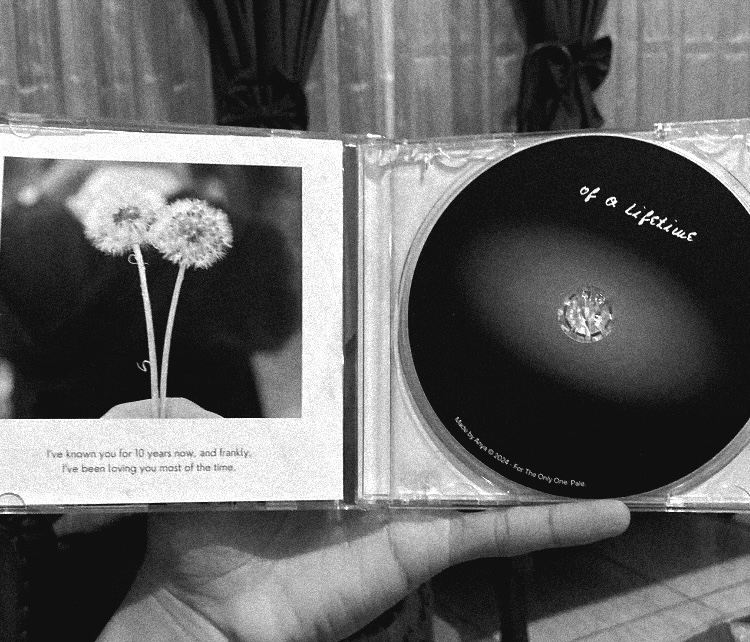 I've known you for 10 years now, and frankly,
I've been loving you most of the time.
of a lifetime
Made by Anya © 2024 · For The Only One: Pale